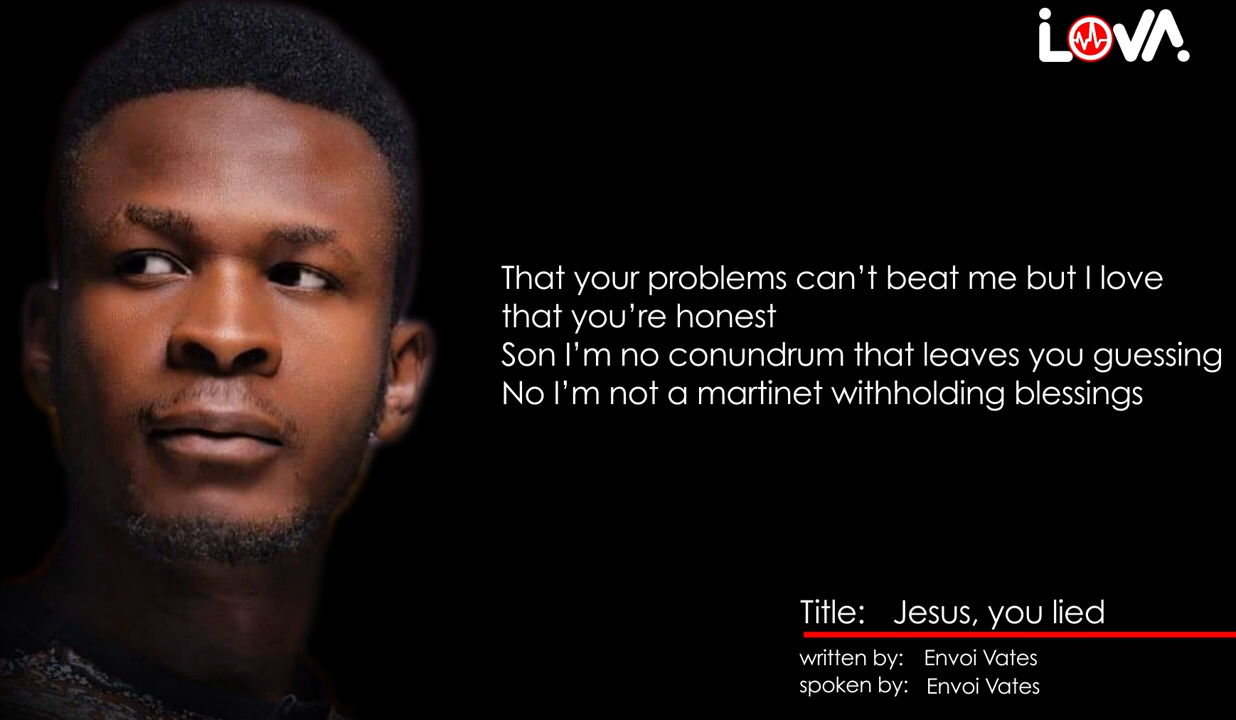 iLOVA.
That your problems can't beat me but I love
that you're honest
Son I'm no conundrum that leaves you guessing
No I'm not a martinet withholding blessings
Title: Jesus, you lied
written by: Envoi Vates
spoken by: Envoi Vates